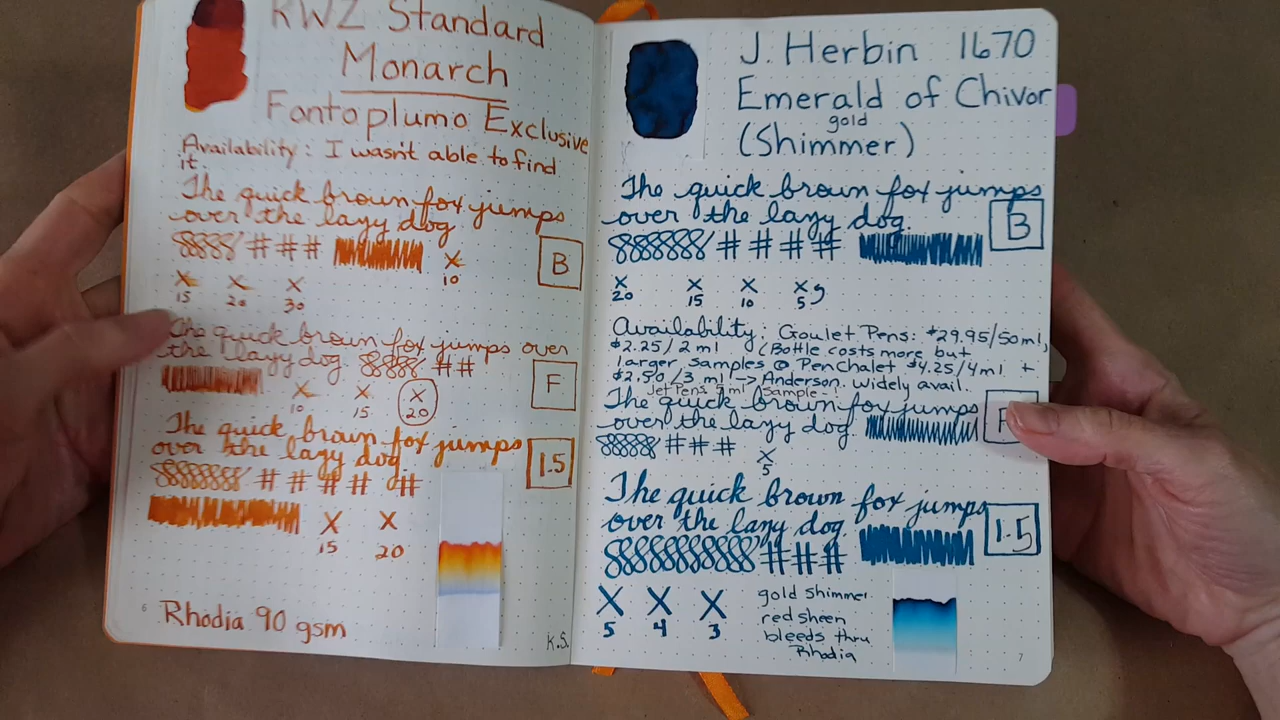 KWZ Standard
Monarch
Fontoplumo Exclusive
Availability: I wasn't able to find
it.
The quick brown fox jumps
over the lazy dog
# # #
X
10
B
X X X
15 20 30
The quick brown fox jumps over
the lazy dog. # #
F
X X X
10 15 20
The quick brown fox jumps
over the lazy dog
1.5
# # # #
X X
15 20
6
Rhodia 90 gsm
K.S.
J. Herbin 1670
Emerald of Chivor
gold
(Shimmer)
The quick brown fox jumps
over the lazy dog.
B
# # # #
X X X X
20 15 10 5
Availability: Goulet Pens: $29.95/50ml,
$2.25/2ml (Bottle costs more but
larger samples @ PenChalet $4.25/4ml +
$2.50/3ml -> Anderson. Widely avail.
JetPens ml sample
The quick brown fox jumps
over the lazy dog.
# # #
X
5
The quick brown fox jumps
over the lazy dog.
1.5
# # #
X X X
5 4 3
gold shimmer
red sheen
bleeds thru
Rhodia
7